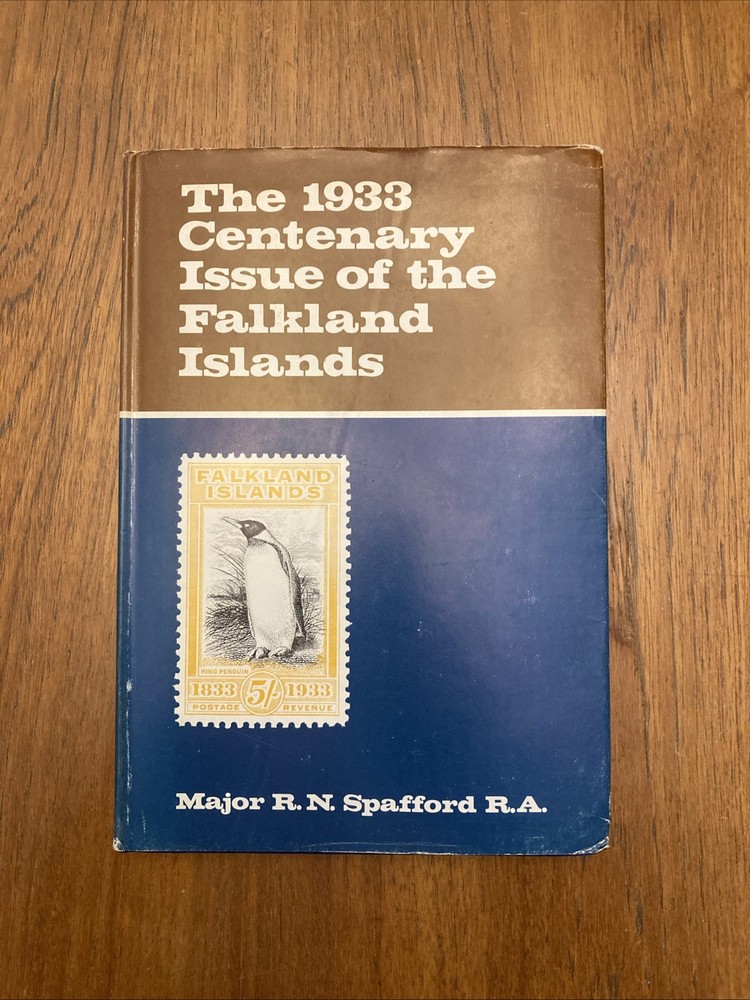 The 1933
Centenary
Issue of the
Falkland
Islands
FALKLAND
ISLANDS
KING PENGUIN
1833 5/- 1933
POSTAGE REVENUE
Major R. N. Spafford R.A.